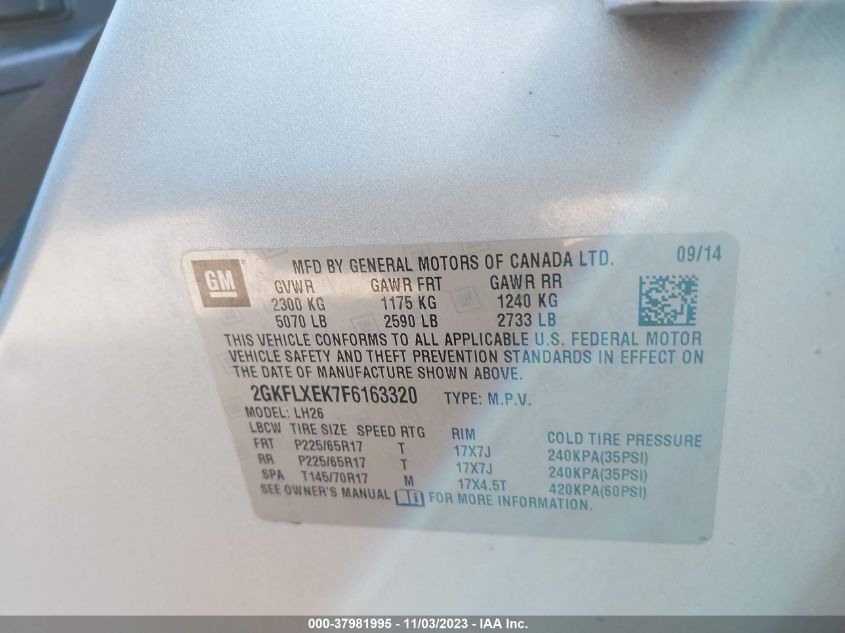 GM
MFD BY GENERAL MOTORS OF CANADA LTD. 09/14
GVWR GAWR FRT GAWR RR
2300 KG 1175 KG 1240 KG
5070 LB 2590 LB 2733 LB
THIS VEHICLE CONFORMS TO ALL APPLICABLE U.S. FEDERAL MOTOR
VEHICLE SAFETY AND THEFT PREVENTION STANDARDS IN EFFECT ON
THE DATE OF MANUFACTURE SHOWN ABOVE.
2GKFLXEK7F6163320 TYPE: M.P.V.
MODEL: LH26
LBCW TIRE SIZE SPEED RTG RIM COLD TIRE PRESSURE
FRT P225/65R17 T 17X7J 240KPA(35PSI)
RR P225/65R17 T 17X7J 240KPA(35PSI)
SPA T145/70R17 M 17X4.5T 420KPA(60PSI)
SEE OWNER'S MANUAL FOR MORE INFORMATION.
000-37981995 - 11/03/2023 - IAA Inc.